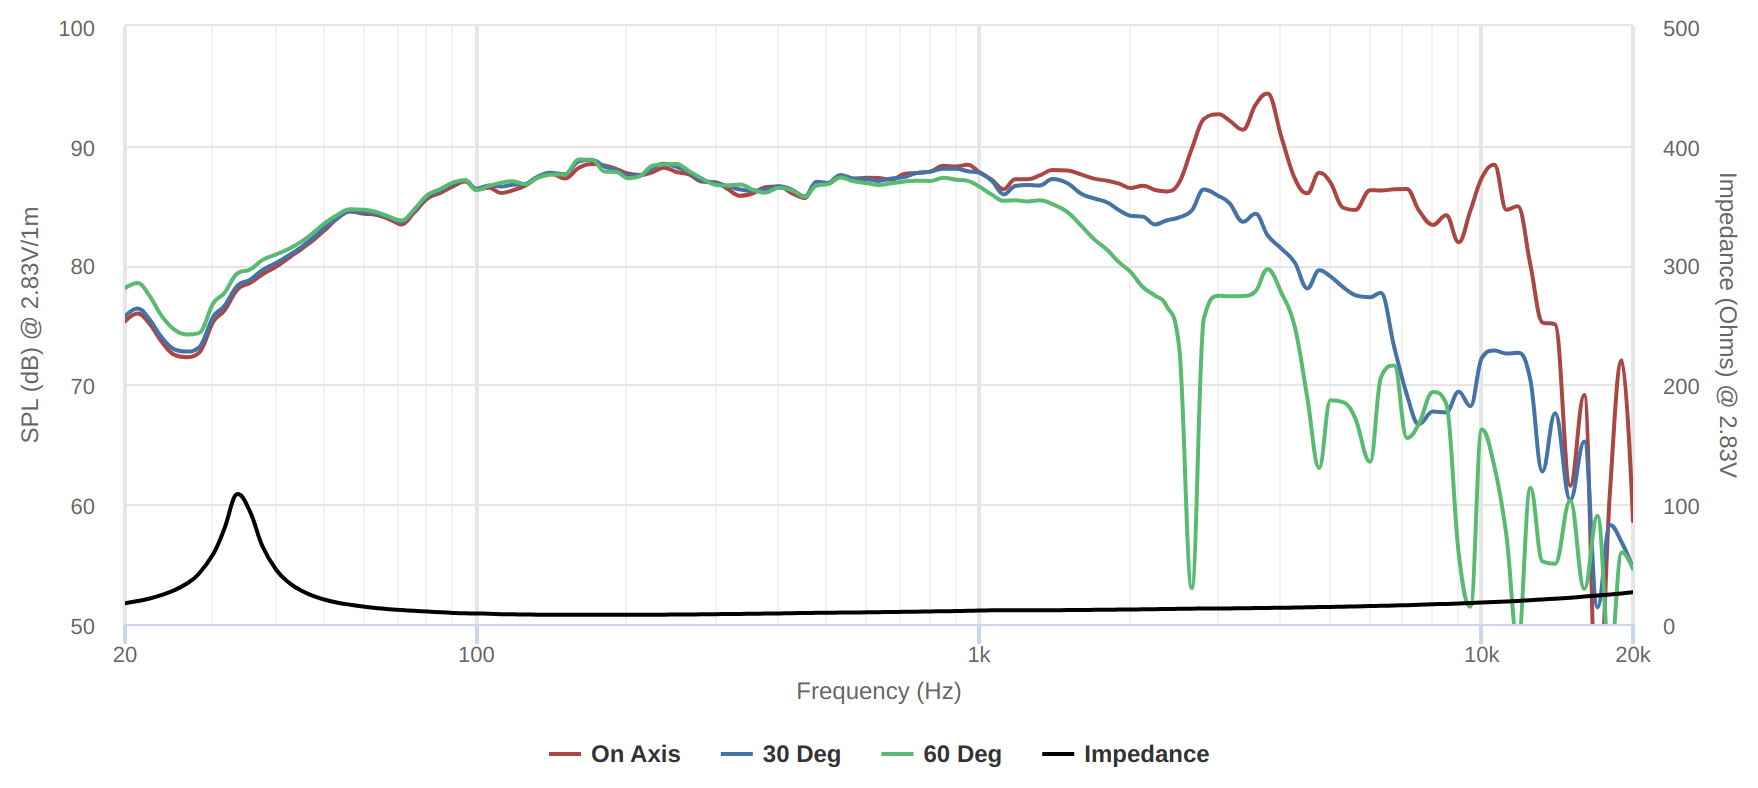 100
90
80
70
60
50
SPL (dB) @ 2.83V/1m
500
400
300
200
100
0
Impedance (Ohms) @ 2.83V
20
100
1k
10k
20k
Frequency (Hz)
On Axis
30 Deg
60 Deg
Impedance